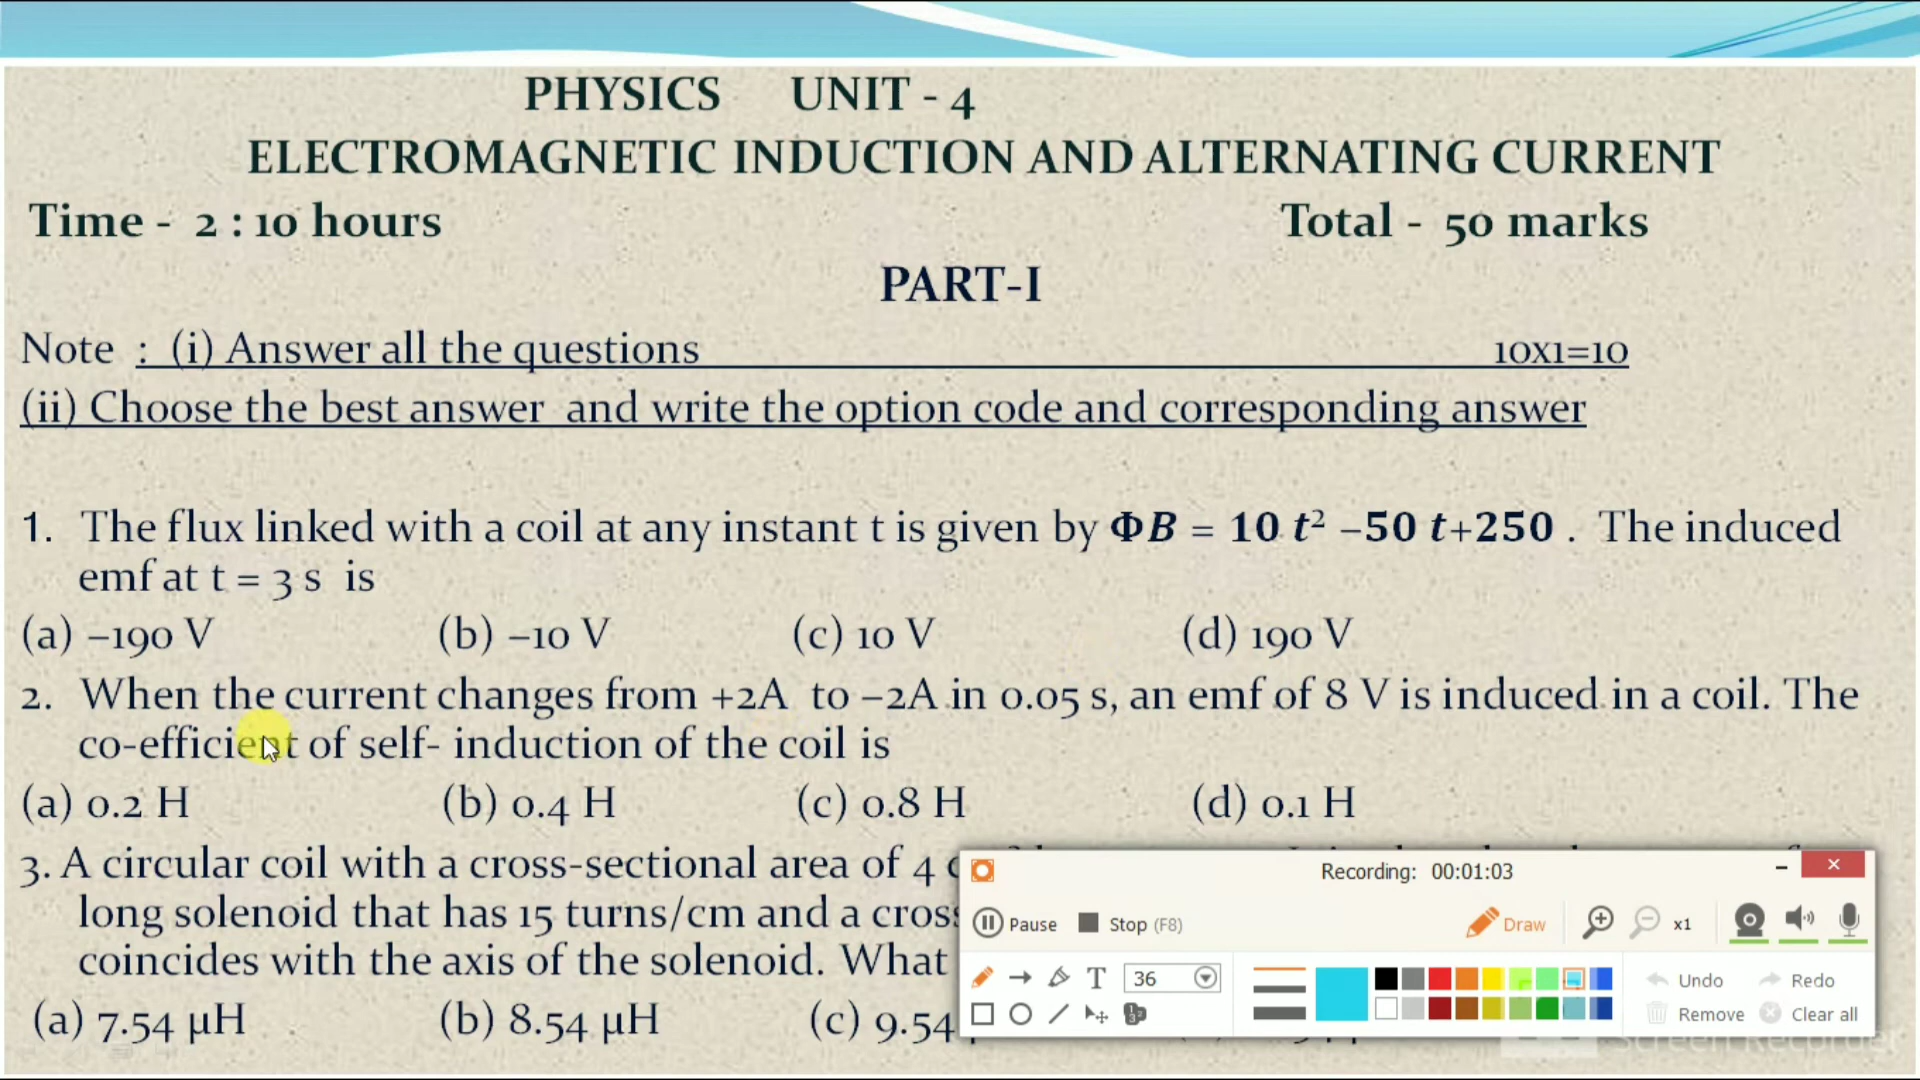 PHYSICS UNIT - 4
ELECTROMAGNETIC INDUCTION AND ALTERNATING CURRENT
Time - 2 : 10 hours Total - 50 marks
PART-I
Note : (i) Answer all the questions 10X1=10
(ii) Choose the best answer and write the option code and corresponding answer
1. The flux linked with a coil at any instant t is given by ΦB = 10 t² –50 t+250 . The induced
emf at t = 3 s is
(a) –190 V (b) –10 V (c) 10 V (d) 190 V
2. When the current changes from +2A to –2A in 0.05 s, an emf of 8 V is induced in a coil. The
co-efficient of self- induction of the coil is
(a) 0.2 H (b) 0.4 H (c) 0.8 H (d) 0.1 H
3. A circular coil with a cross-sectional area of 4
long solenoid that has 15 turns/cm and a cross
coincides with the axis of the solenoid. What
(a) 7.54 μH (b) 8.54 μH (c) 9.54
Recording: 00:01:03
Pause Stop (F8) Draw x1
T 36 Undo Redo
Remove Clear all
Screen Recorder